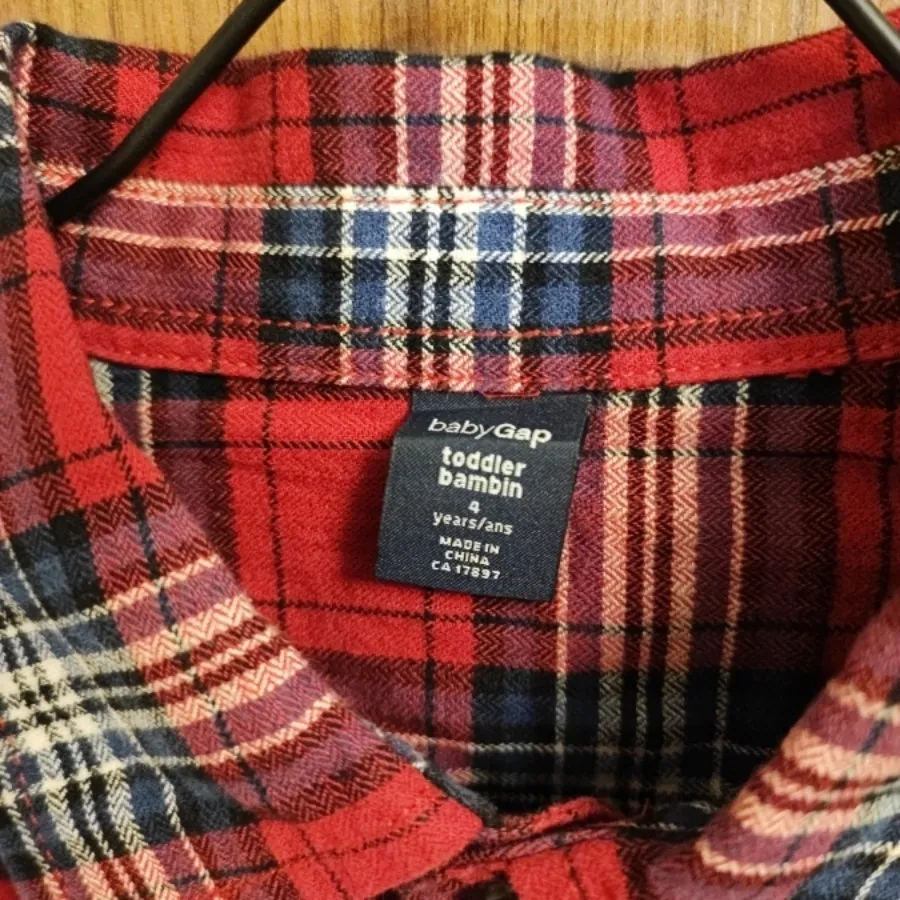 babyGap
toddler
bambin
4
years/ans
MADE IN
CHINA
CA 17897